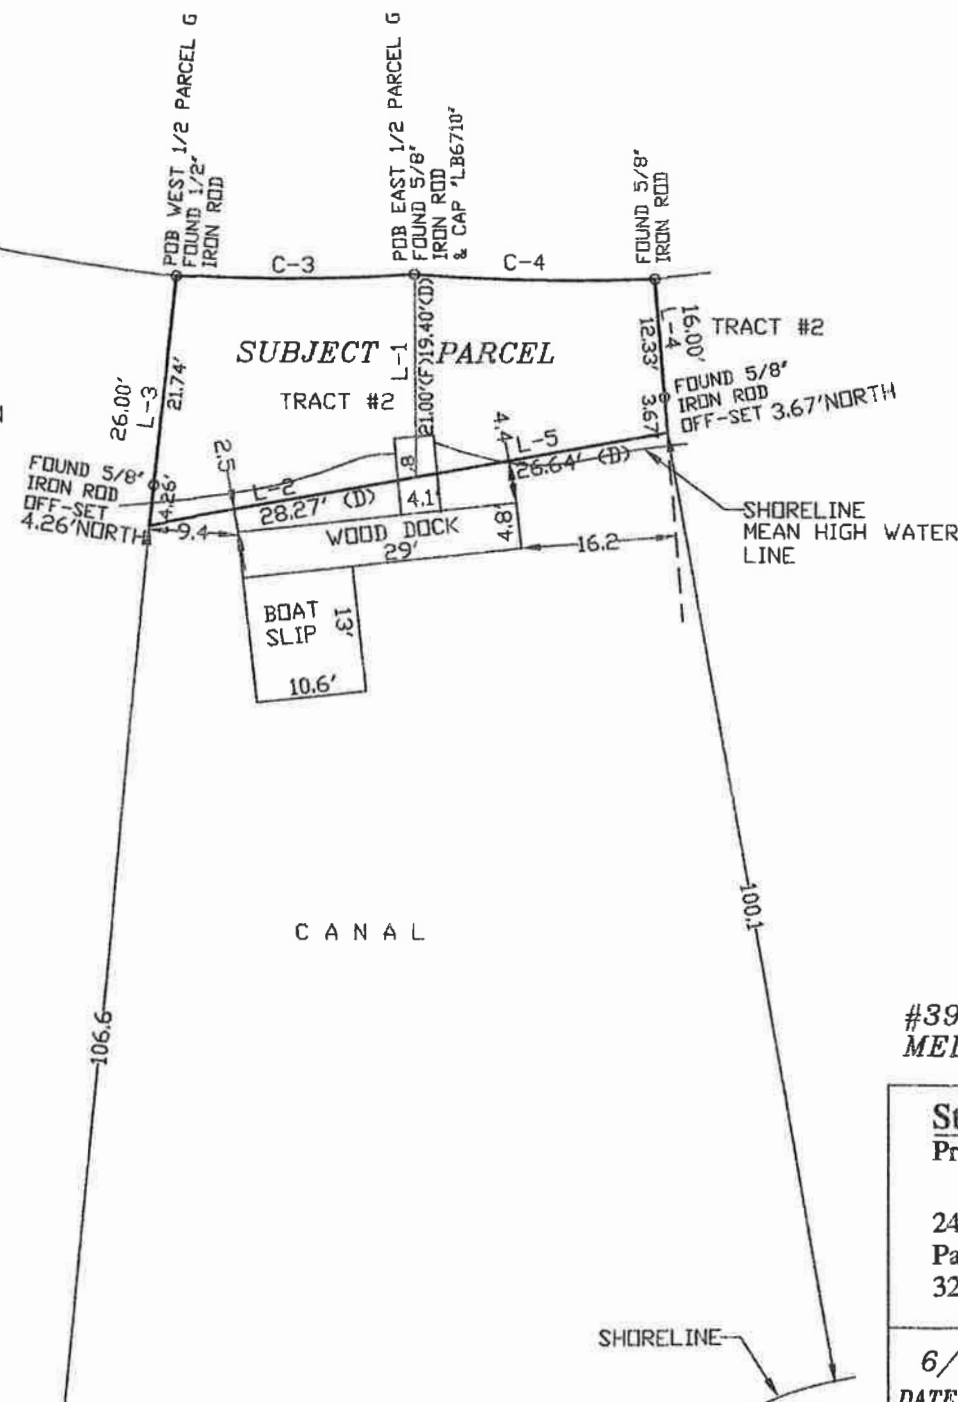 POB WEST 1/2 PARCEL G
FOUND 1/2"
IRON ROD
POB EAST 1/2 PARCEL G
FOUND 5/8"
IRON ROD
& CAP "LB6710"
FOUND 5/8"
IRON ROD
C-3
C-4
26.00'
L-3
21.74'
SUBJECT PARCEL
TRACT #2
L-1
21.00'(F)19.40'(D)
12.33'
L-4
16.00'
TRACT #2
FOUND 5/8"
IRON ROD
OFF-SET 3.67'NORTH
3.67
FOUND 5/8"
IRON ROD
OFF-SET
4.26'NORTH
4.26'
2.5
L-2
28.27' (D)
.8
4.4
L-5
26.64' (D)
9.4
WOOD DOCK
29'
4.1
4.8'
16.2
SHORELINE
MEAN HIGH WATER
LINE
BOAT
SLIP
13'
10.6'
CANAL
106.6
100.1
SHORELINE
#39
24
32
6/
DATE